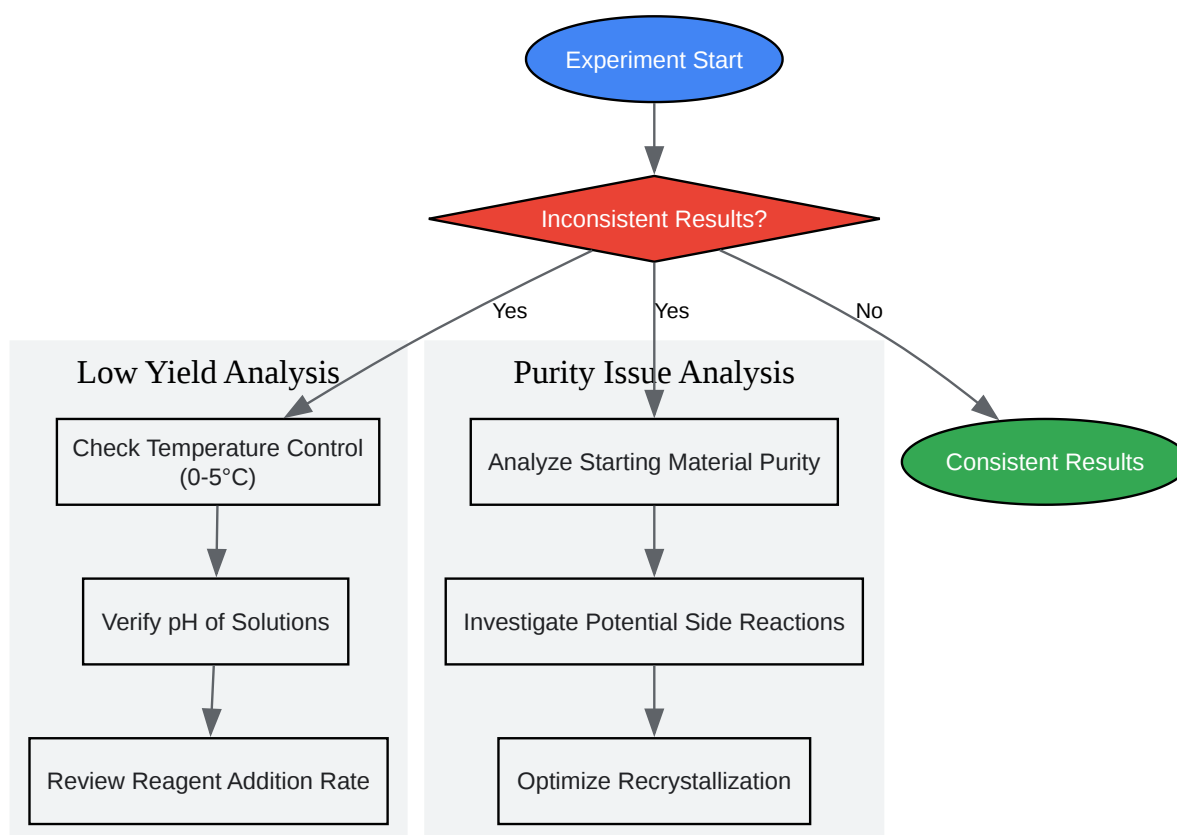 Experiment Start
Inconsistent Results?
Yes
Yes
No
Low Yield Analysis
Purity Issue Analysis
Check Temperature Control
(0-5°C)
Analyze Starting Material Purity
Consistent Results
Verify pH of Solutions
Investigate Potential Side Reactions
Review Reagent Addition Rate
Optimize Recrystallization